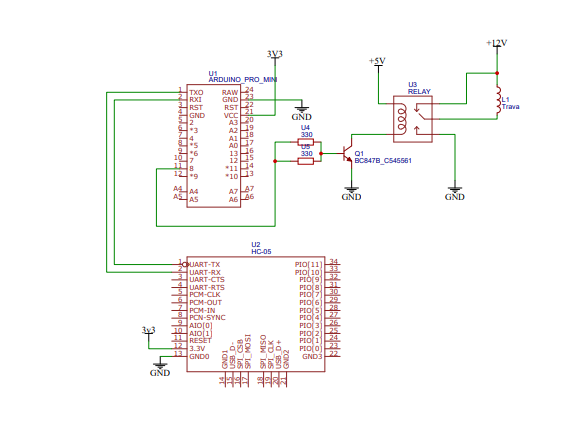 +12V
3V3
+5V
U1
ARDUINO_PRO_MINI
U3
RELAY
L1
Trava
1 TXO RAW 24
2 RXI GND 23
3 RST RST 22
4 GND VCC 21
5 2 A3 20
6 *3 A2 19
7 4 A1 18
8 *5 A0 17
9 *6 13 16
10 7 12 15
11 8 *11 14
12 *9 *10 13
A4 A4 A7 A7
A5 A5 A6 A6
GND
U4
330
U5
330
Q1
BC847B_C545561
GND
GND
U2
HC-05
1 UART-TX PIO[11] 34
2 UART-RX PIO[10] 33
3 UART-CTS PIO[9] 32
4 UART-RTS PIO[8] 31
5 PCM-CLK PIO[7] 30
6 PCM-OUT PIO[6] 29
7 PCM-IN PIO[5] 28
8 PCN-SYNC PIO[4] 27
9 AIO[0] PIO[3] 26
10 AIO[1] PIO[2] 25
11 RESET PIO[1] 24
12 3.3V PIO[0] 23
13 GND0 GND3 22
3v3
GND
GND1 USB_D- SPI_CSB SPI_MOSI SPI_MISO SPI_CLK USB_D+ GND2
14 15 16 17 18 19 20 21